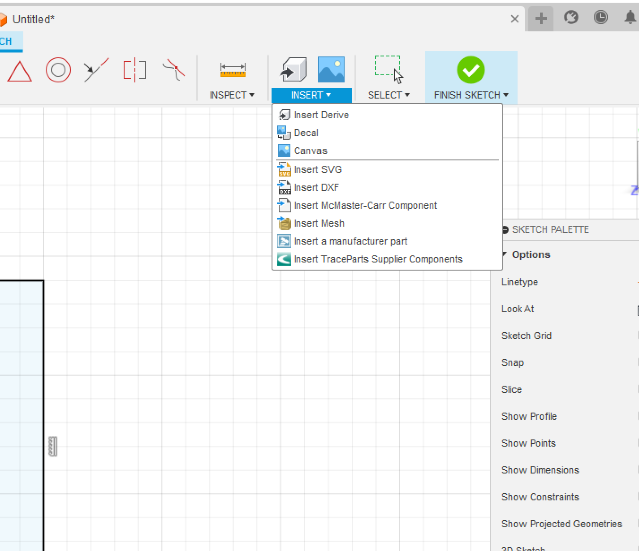 Untitled*
CH
INSPECT
INSERT
SELECT
FINISH SKETCH
Insert Derive
Decal
Canvas
Insert SVG
Insert DXF
Insert McMaster-Carr Component
Insert Mesh
Insert a manufacturer part
Insert TraceParts Supplier Components
Z
SKETCH PALETTE
Options
Linetype
Look At
Sketch Grid
Snap
Slice
Show Profile
Show Points
Show Dimensions
Show Constraints
Show Projected Geometries
3D Sketch